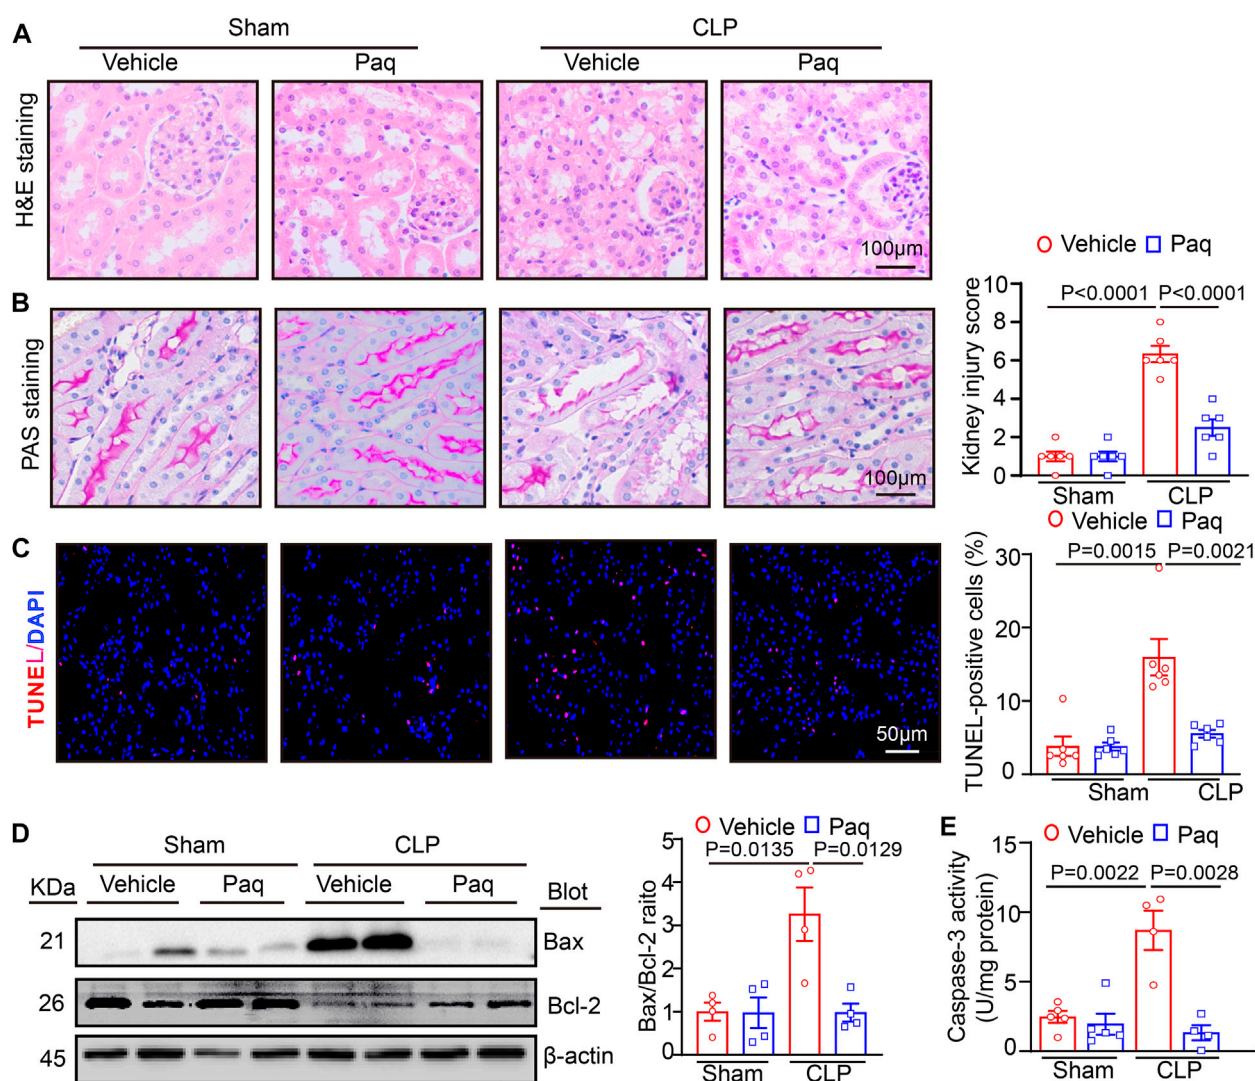 A
Sham
CLP
Vehicle
Paq
Vehicle
Paq
H&E staining
100μm
B
PAS staining
100μm
Vehicle Paq
Kidney injury score
10
8
6
4
2
0
P<0.0001
P<0.0001
Sham
CLP
C
TUNEL/DAPI
50μm
Vehicle Paq
TUNEL-positive cells (%)
30
20
10
0
P=0.0015
P=0.0021
Sham
CLP
D
Sham
CLP
KDa
Vehicle
Paq
Vehicle
Paq
Blot
21
Bax
26
Bcl-2
45
β-actin
Vehicle Paq
Bax/Bcl-2 raito
5
4
3
2
1
0
P=0.0135
P=0.0129
Sham
CLP
E
Vehicle Paq
Caspase-3 activity
(U/mg protein)
15
10
5
0
P=0.0022
P=0.0028
Sham
CLP